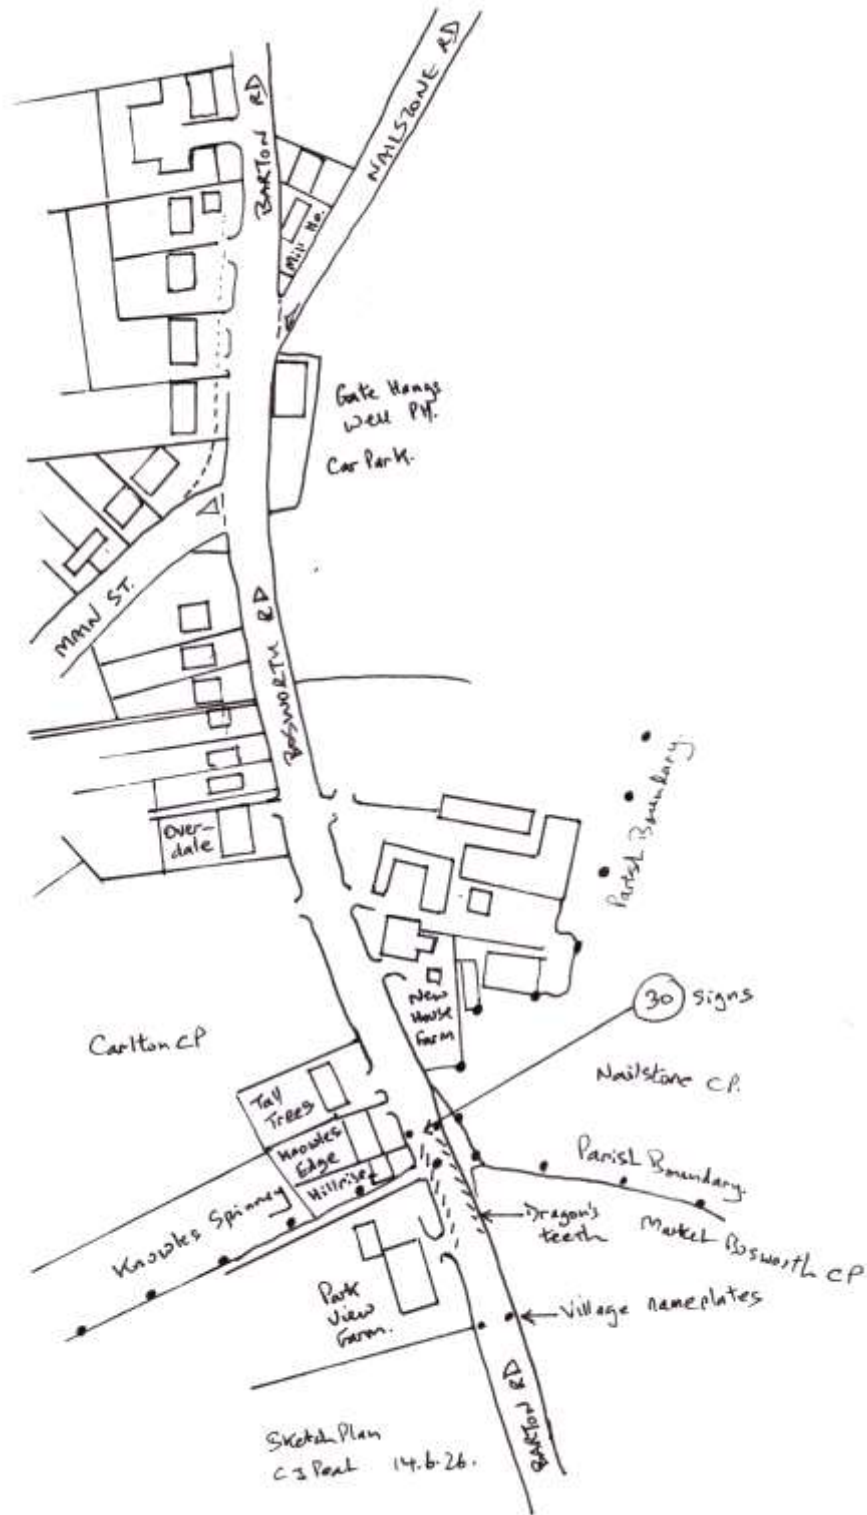 BARTON RD
NAILSTONE RD
Mill Ho.
Gate Hangs
Well PH.
Car Park.
MAIN ST.
BOSWORTH RD
Over-
dale
Parish Boundary.
New
House
Farm
30 Signs
Carlton CP
Nailstone CP.
Tall
Trees
Knowles
Edge
Hillrise
Parish Boundary.
Knowles Spinney
Dragon's
teeth
Market Bosworth CP
Park
View
Farm.
Village nameplates
BARTON RD
Sketch Plan
CJ Peat 14.6.26.